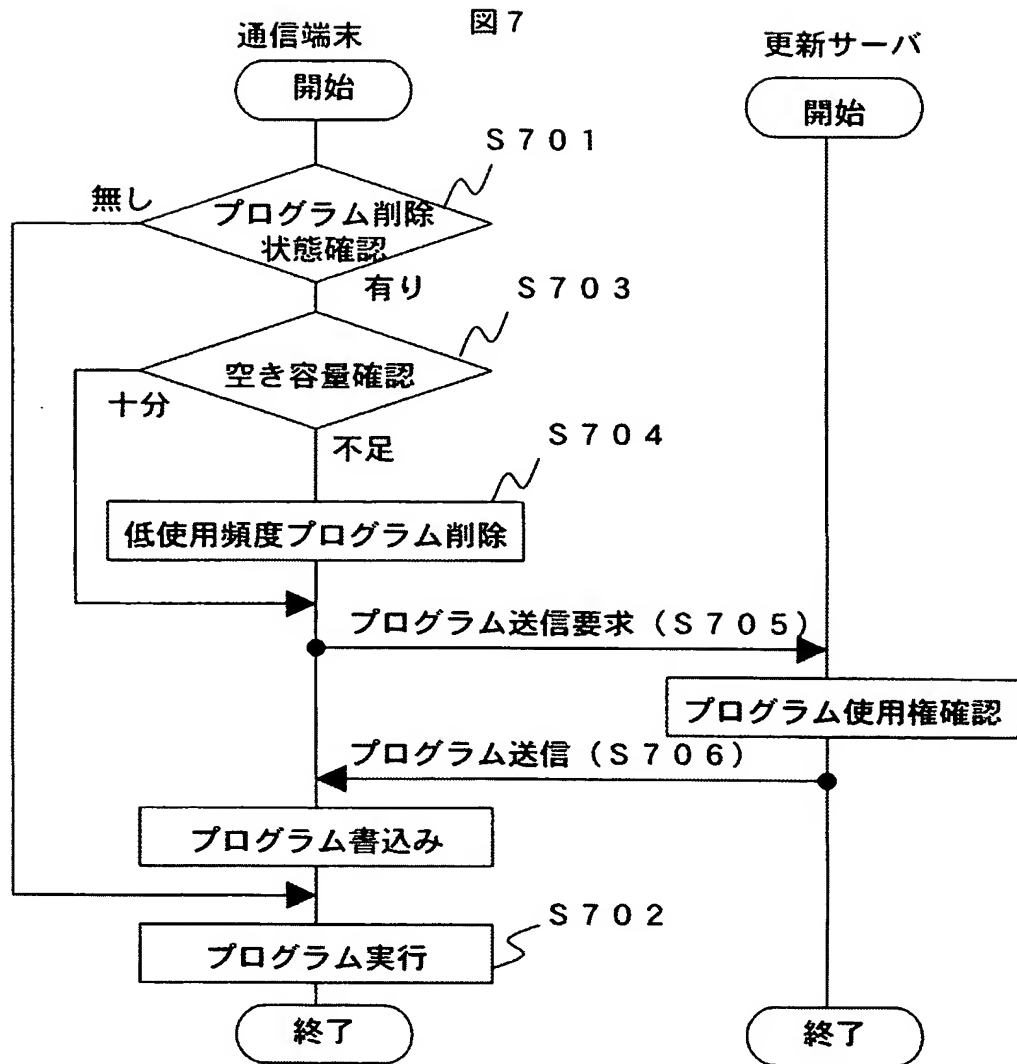 図７
通信端末
更新サーバ
開始
開始
Ｓ７０１
無し
プログラム削除
状態確認
有り
Ｓ７０３
空き容量確認
十分
不足
Ｓ７０４
低使用頻度プログラム削除
プログラム送信要求（Ｓ７０５）
プログラム使用権確認
プログラム送信（Ｓ７０６）
プログラム書込み
Ｓ７０２
プログラム実行
終了
終了